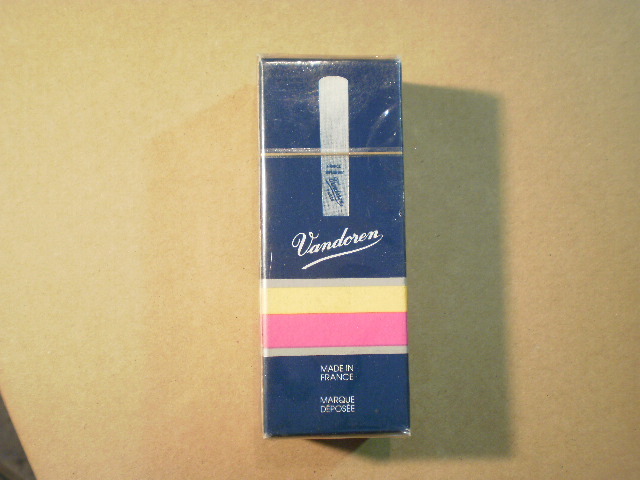 Vandoren
MADE IN
FRANCE
MARQUE
DÉPOSÉE